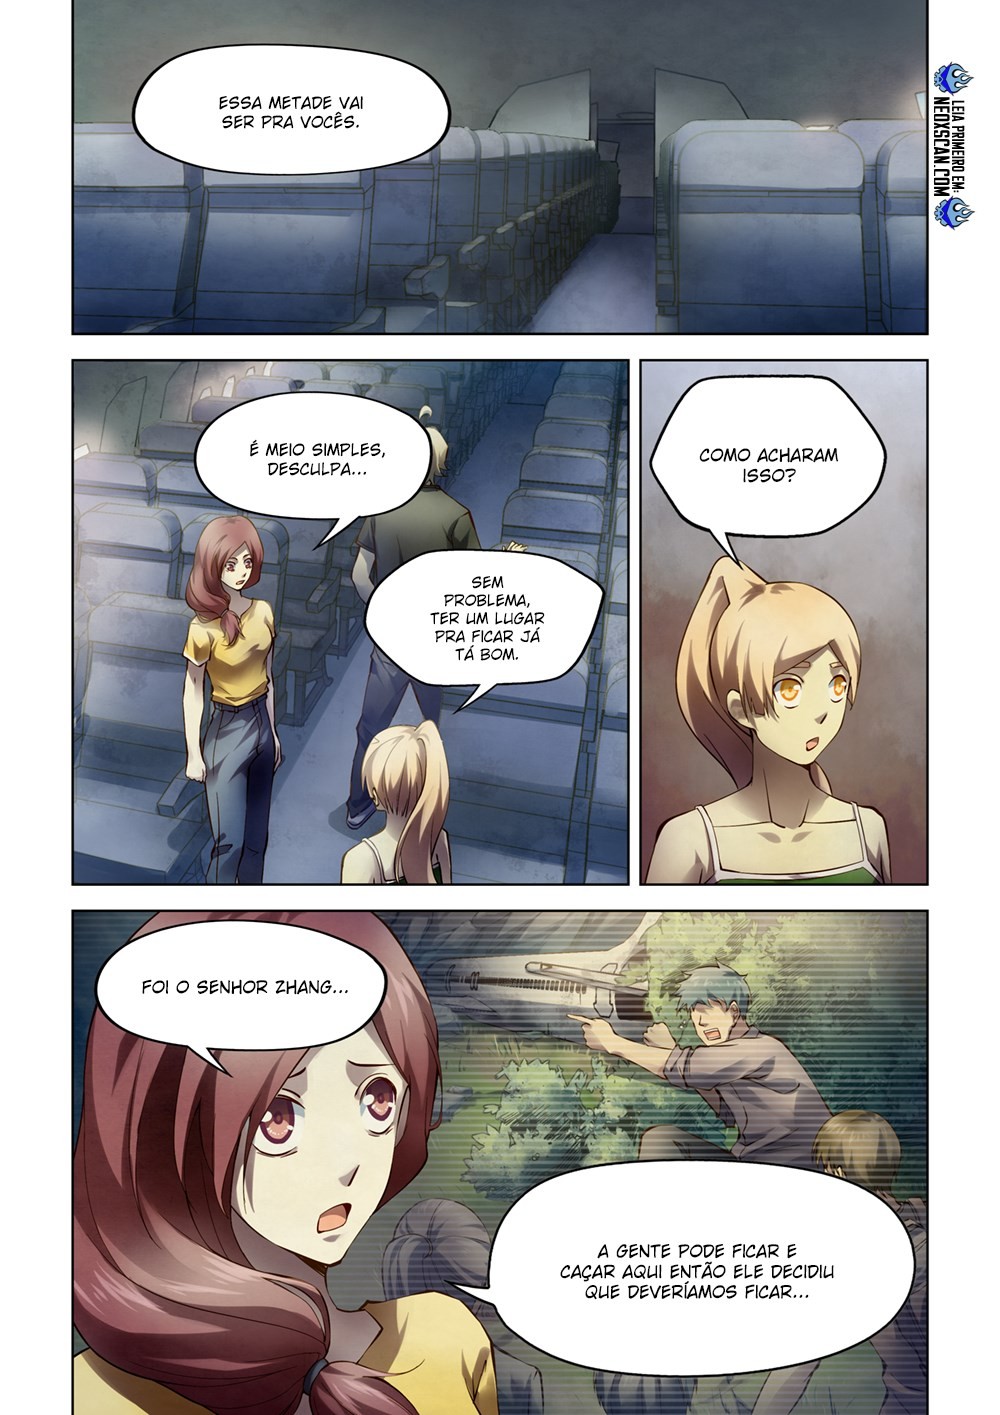 ESSA METADE VAI
SER PRA VOCÊS.
LEIA PRIMEIRO EM:
NEOXSCAN.COM
É MEIO SIMPLES,
DESCULPA...
SEM
PROBLEMA,
TER UM LUGAR
PRA FICAR JÁ
TÁ BOM.
COMO ACHARAM
ISSO?
FOI O SENHOR ZHANG...
A GENTE PODE FICAR E
CAÇAR AQUI ENTÃO ELE DECIDIU
QUE DEVERÍAMOS FICAR...